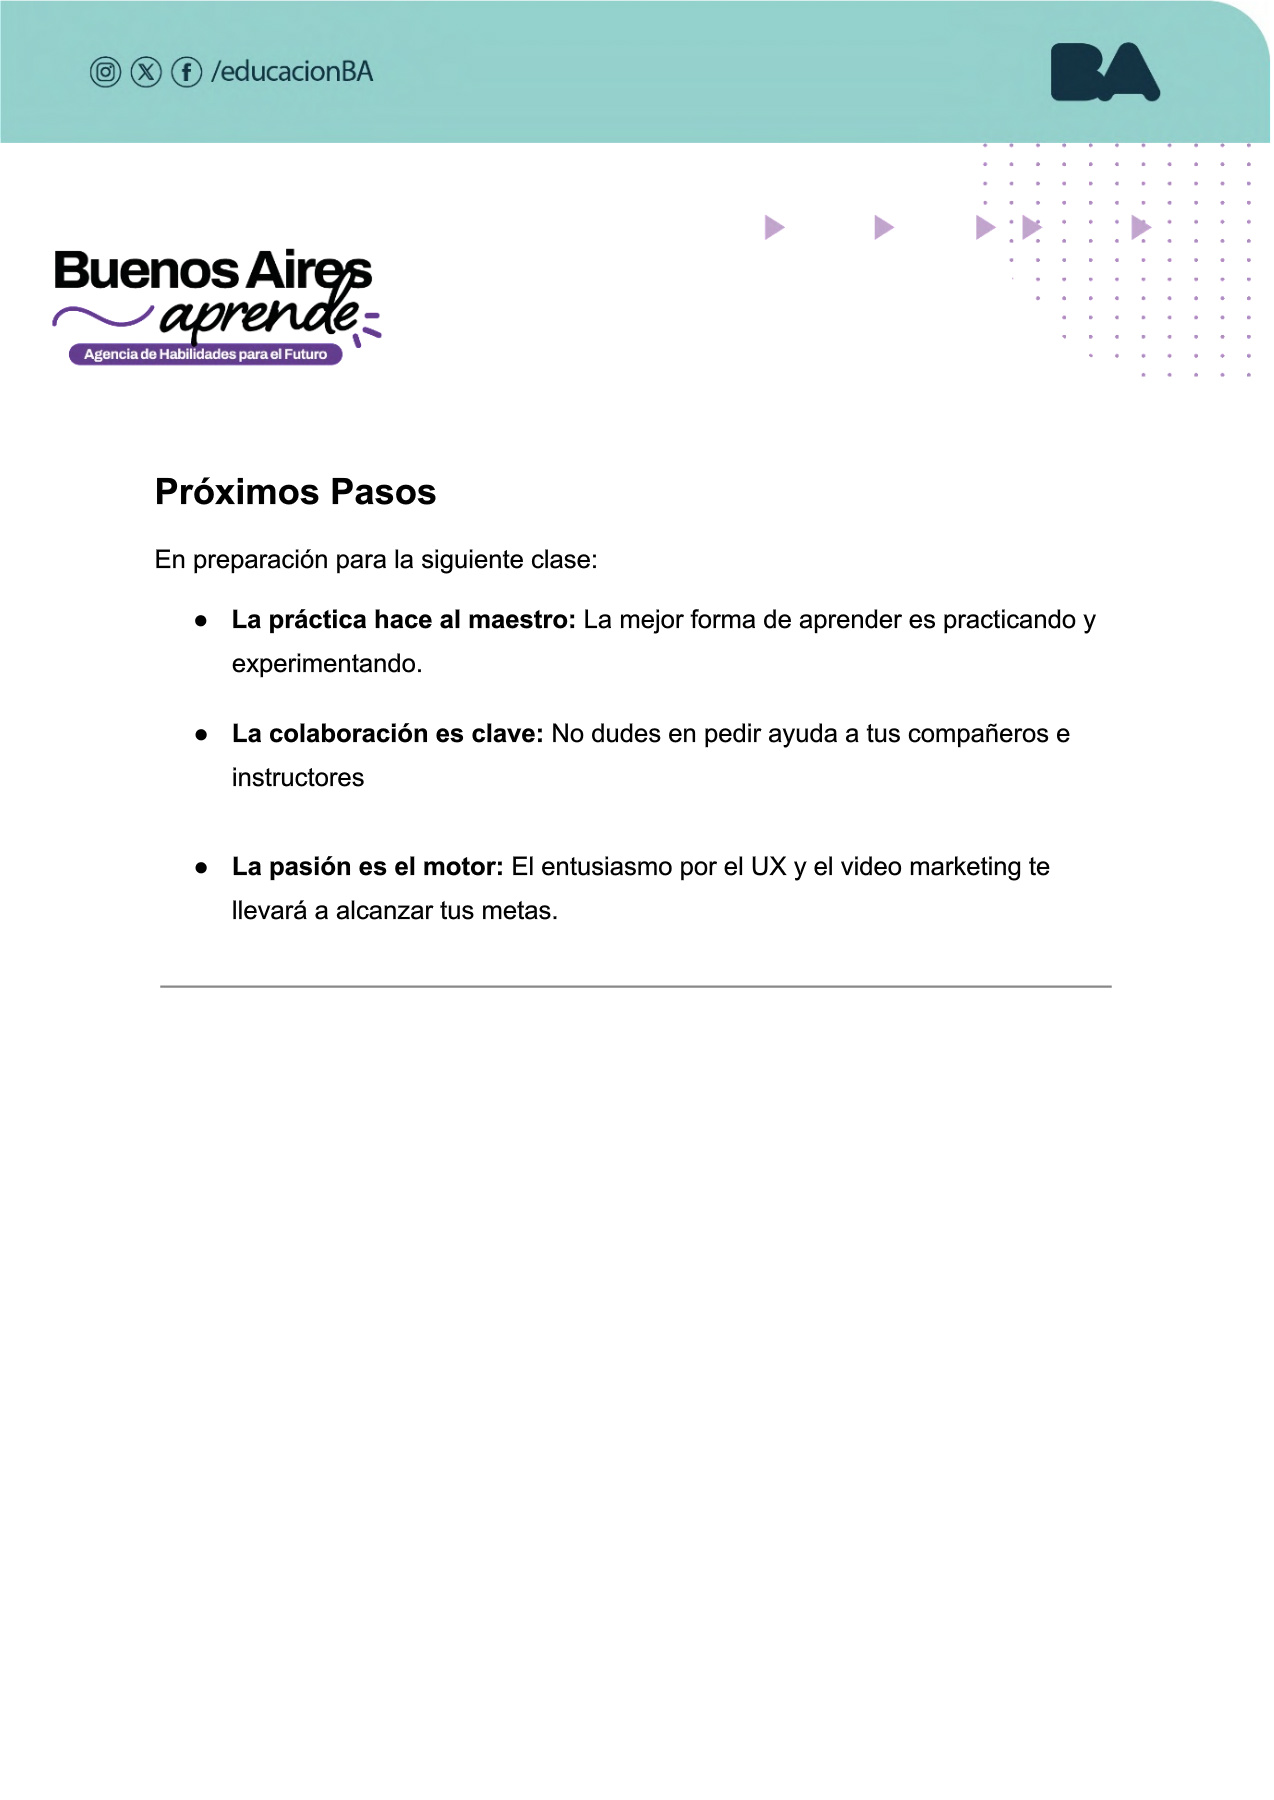 /educacionBA
BA
Buenos Aires
aprende
Agencia de Habilidades para el Futuro
Próximos Pasos
En preparación para la siguiente clase:
● La práctica hace al maestro: La mejor forma de aprender es practicando y
experimentando.
● La colaboración es clave: No dudes en pedir ayuda a tus compañeros e
instructores
● La pasión es el motor: El entusiasmo por el UX y el video marketing te
llevará a alcanzar tus metas.